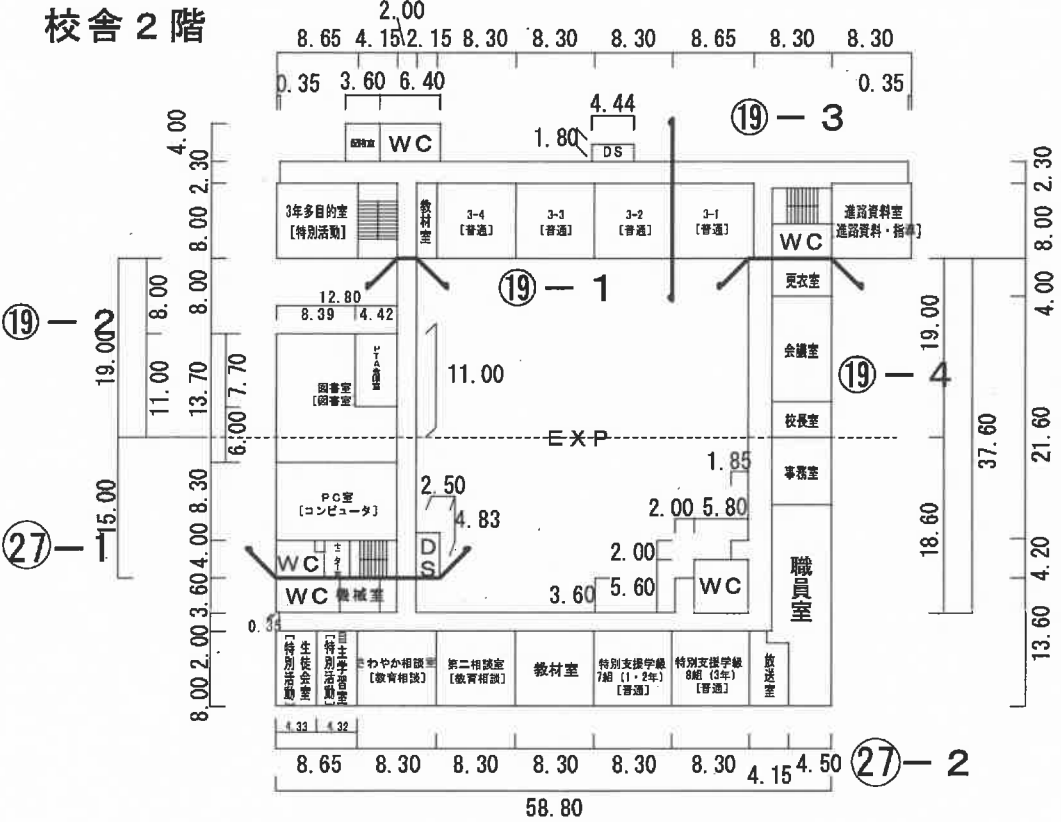 校舎２階
2.00
8.65 4.15 2.15 8.30 8.30 8.30 8.65 8.30 8.30
0.35 3.60 6.40 0.35
4.44
⑲－3
4.00
1.80
WC
DS
2.30
2.30
3年多目的室
[特別活動]
教材室
3-4
[普通]
3-3
[普通]
3-2
[普通]
3-1
[普通]
進路資料室
[進路資料・指導]
WC
8.00
8.00
⑲－1
更衣室
4.00
8.00
8.00
12.80
8.39 4.42
⑲－2
19.00
19.00
会議室
図書室
[図書室]
11.00
11.00
13.70
7.70
⑲－4
校長室
6.00
EXP
21.60
37.60
事務室
1.85
8.30
PC室
[コンピュータ]
2.50
4.83
2.00 5.80
15.00
18.60
㉗－1
4.00
WC
DS
2.00
4.20
職員室
WC
3.60
WC
機械室
3.60
5.60
0.35
2.00
13.60
生徒会室
[特別活動]
自主学習室
[特別活動]
さわやか相談室
[教育相談]
第二相談室
[教育相談]
教材室
特別支援学級
7組（1・2年）
[普通]
特別支援学級
8組（3年）
[普通]
放送室
8.00
4.33 4.32
8.65 8.30 8.30 8.30 8.30 8.30 4.15 4.50
㉗－2
58.80